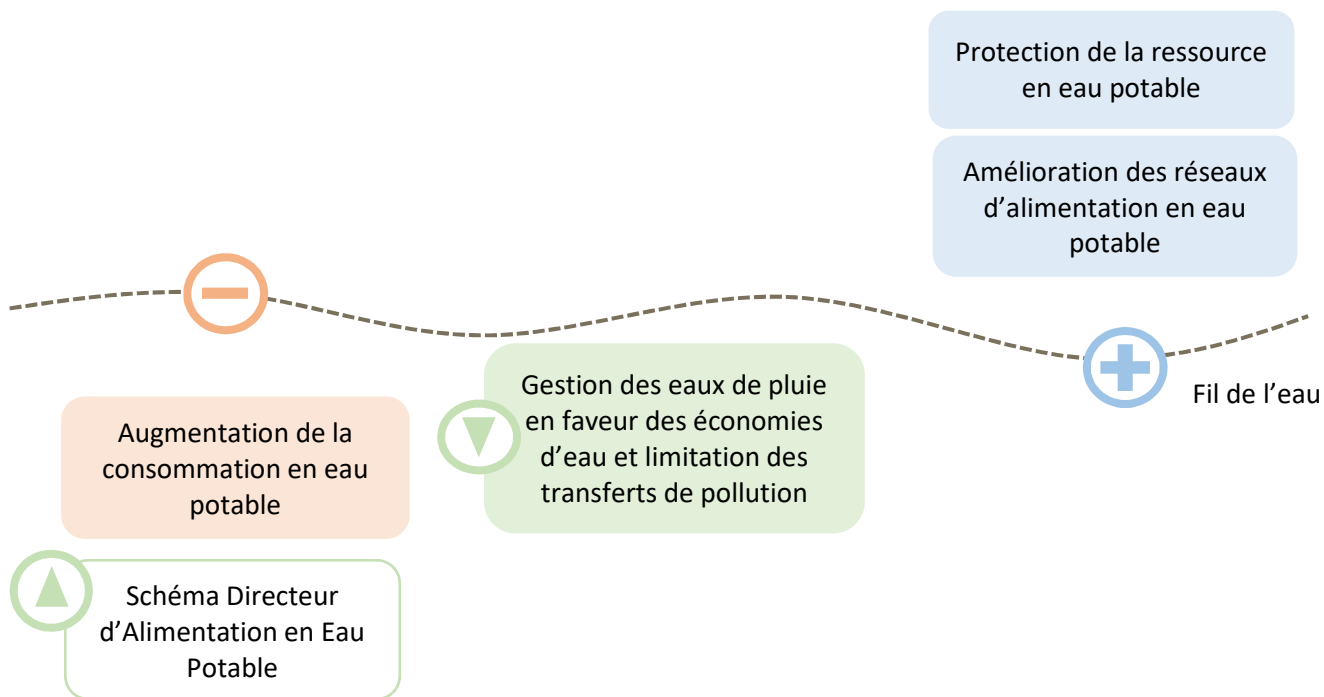 Protection de la ressource
en eau potable
Amélioration des réseaux
d’alimentation en eau
potable
Fil de l’eau
Gestion des eaux de pluie
en faveur des économies
d’eau et limitation des
transferts de pollution
Augmentation de la
consommation en eau
potable
Schéma Directeur
d’Alimentation en Eau
Potable